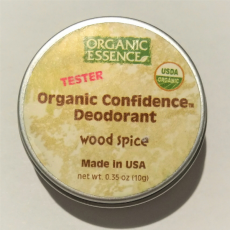 ORGANIC
ESSENCE
TESTER
USDA
ORGANIC
Organic Confidence™
Deodorant
wood spice
Made in USA
net wt. 0.35 oz (10g)